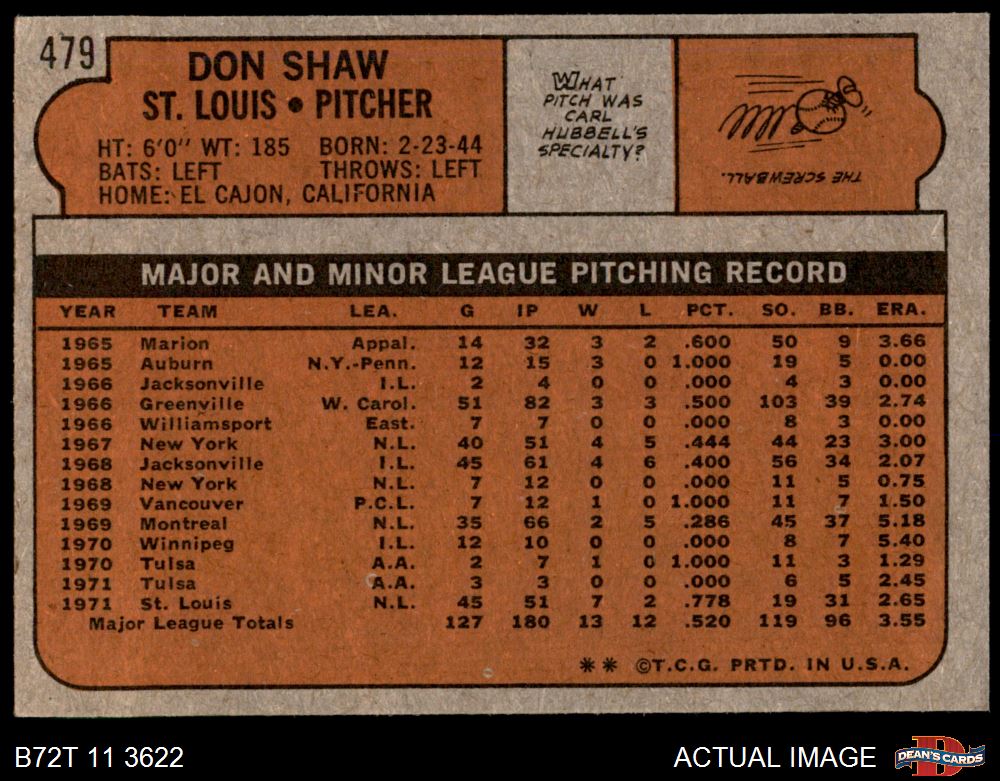 479
DON SHAW
ST. LOUIS • PITCHER
HT: 6'0" WT: 185 BORN: 2-23-44
BATS: LEFT THROWS: LEFT
HOME: EL CAJON, CALIFORNIA
WHAT
PITCH WAS
CARL
HUBBELL'S
SPECIALTY?
THE SCREWBALL.
MAJOR AND MINOR LEAGUE PITCHING RECORD
YEAR TEAM LEA. G IP W L PCT. SO. BB. ERA.
1965 Marion Appal. 14 32 3 2 .600 50 9 3.66
1965 Auburn N.Y.-Penn. 12 15 3 0 1.000 19 5 0.00
1966 Jacksonville I.L. 2 4 0 0 .000 4 3 0.00
1966 Greenville W. Carol. 51 82 3 3 .500 103 39 2.74
1966 Williamsport East. 7 7 0 0 .000 8 3 0.00
1967 New York N.L. 40 51 4 5 .444 44 23 3.00
1968 Jacksonville I.L. 45 61 4 6 .400 56 34 2.07
1968 New York N.L. 7 12 0 0 .000 11 5 0.75
1969 Vancouver P.C.L. 7 12 1 0 1.000 11 7 1.50
1969 Montreal N.L. 35 66 2 5 .286 45 37 5.18
1970 Winnipeg I.L. 12 10 0 0 .000 8 7 5.40
1970 Tulsa A.A. 2 7 1 0 1.000 11 3 1.29
1971 Tulsa A.A. 3 3 0 0 .000 6 5 2.45
1971 St. Louis N.L. 45 51 7 2 .778 19 31 2.65
Major League Totals 127 180 13 12 .520 119 96 3.55
** ©T.C.G. PRTD. IN U.S.A.
B72T 11 3622
ACTUAL IMAGE
DEAN'S CARDS